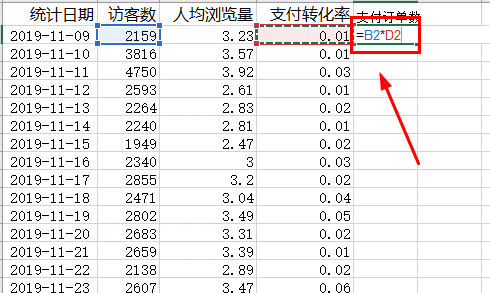 统计日期 访客数 人均浏览量 支付转化率 支付订单数
2019-11-09 2159 3.23 0.01 =B2*D2
2019-11-10 3816 3.57 0.01
2019-11-11 4750 3.92 0.03
2019-11-12 2593 2.61 0.01
2019-11-13 2264 2.83 0.02
2019-11-14 2240 2.81 0.01
2019-11-15 1949 2.47 0.02
2019-11-16 2340 3 0.03
2019-11-17 2855 3.2 0.02
2019-11-18 2471 3.04 0.04
2019-11-19 2802 3.49 0.05
2019-11-20 2683 3.31 0.02
2019-11-21 2659 3.39 0.01
2019-11-22 2138 2.89 0.02
2019-11-23 2607 3.47 0.06